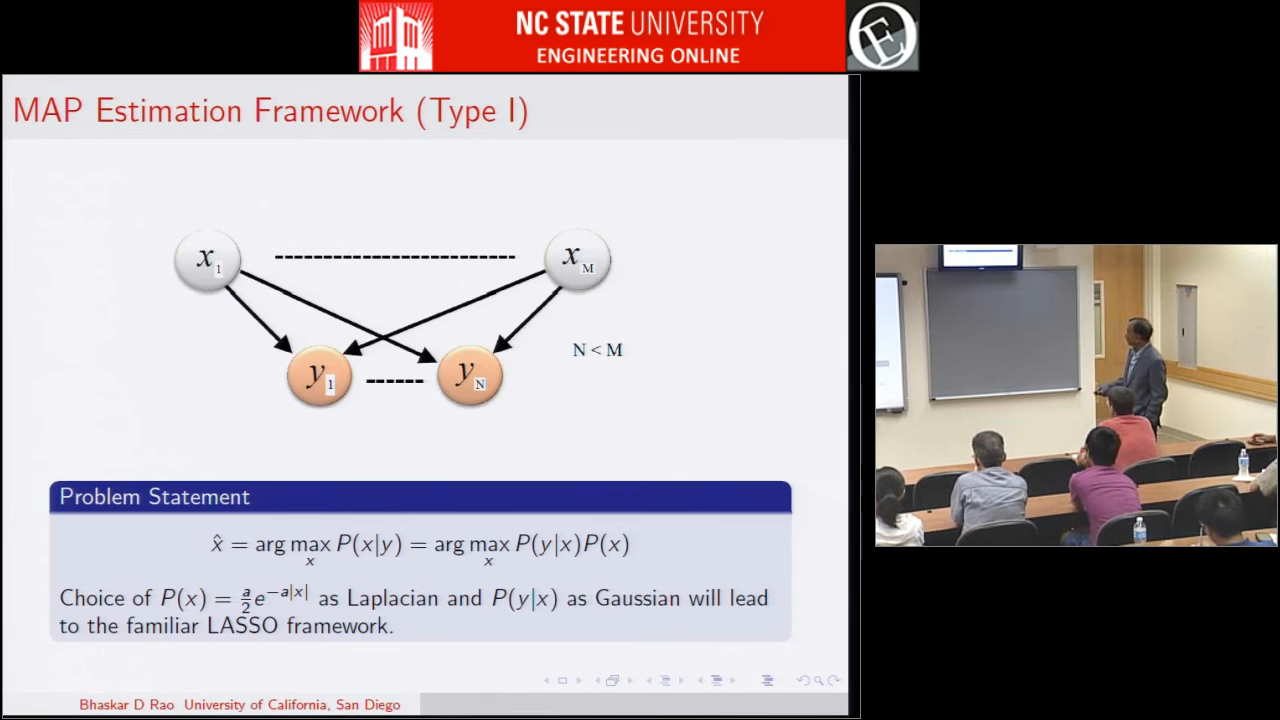 NC STATE UNIVERSITY
ENGINEERING ONLINE
E
MAP Estimation Framework (Type I)
x₁ x_M
N < M
y₁ y_N
Problem Statement
x̂ = arg max_x P(x|y) = arg max_x P(y|x)P(x)
Choice of P(x) = a/2 e^{-a|x|} as Laplacian and P(y|x) as Gaussian will lead
to the familiar LASSO framework.
Bhaskar D Rao University of California, San Diego